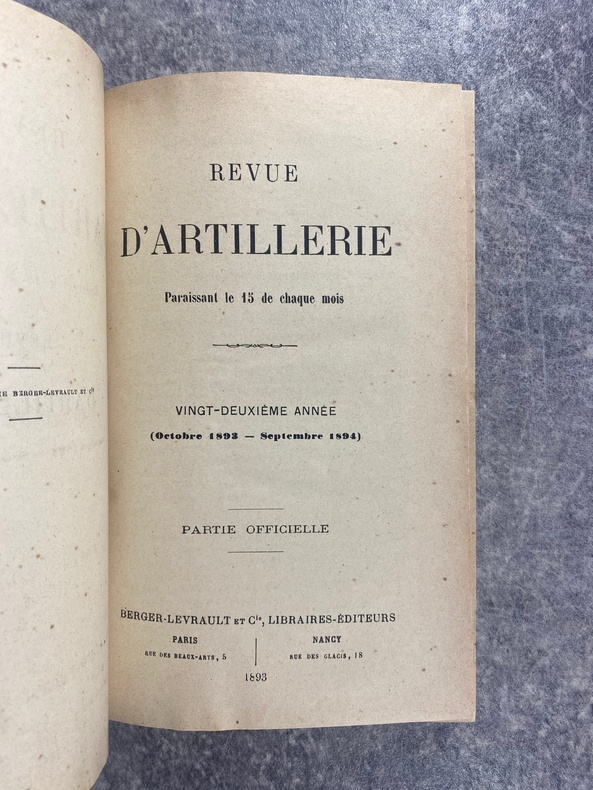 BERGER-LEVRAULT ET Cie
REVUE
D'ARTILLERIE
Paraissant le 15 de chaque mois
VINGT-DEUXIÈME ANNÉE
(Octobre 1893 — Septembre 1894)
PARTIE OFFICIELLE
BERGER-LEVRAULT ET Cie, LIBRAIRES-ÉDITEURS
PARIS
RUE DES BEAUX-ARTS, 5
NANCY
RUE DES GLACIS, 18
1893